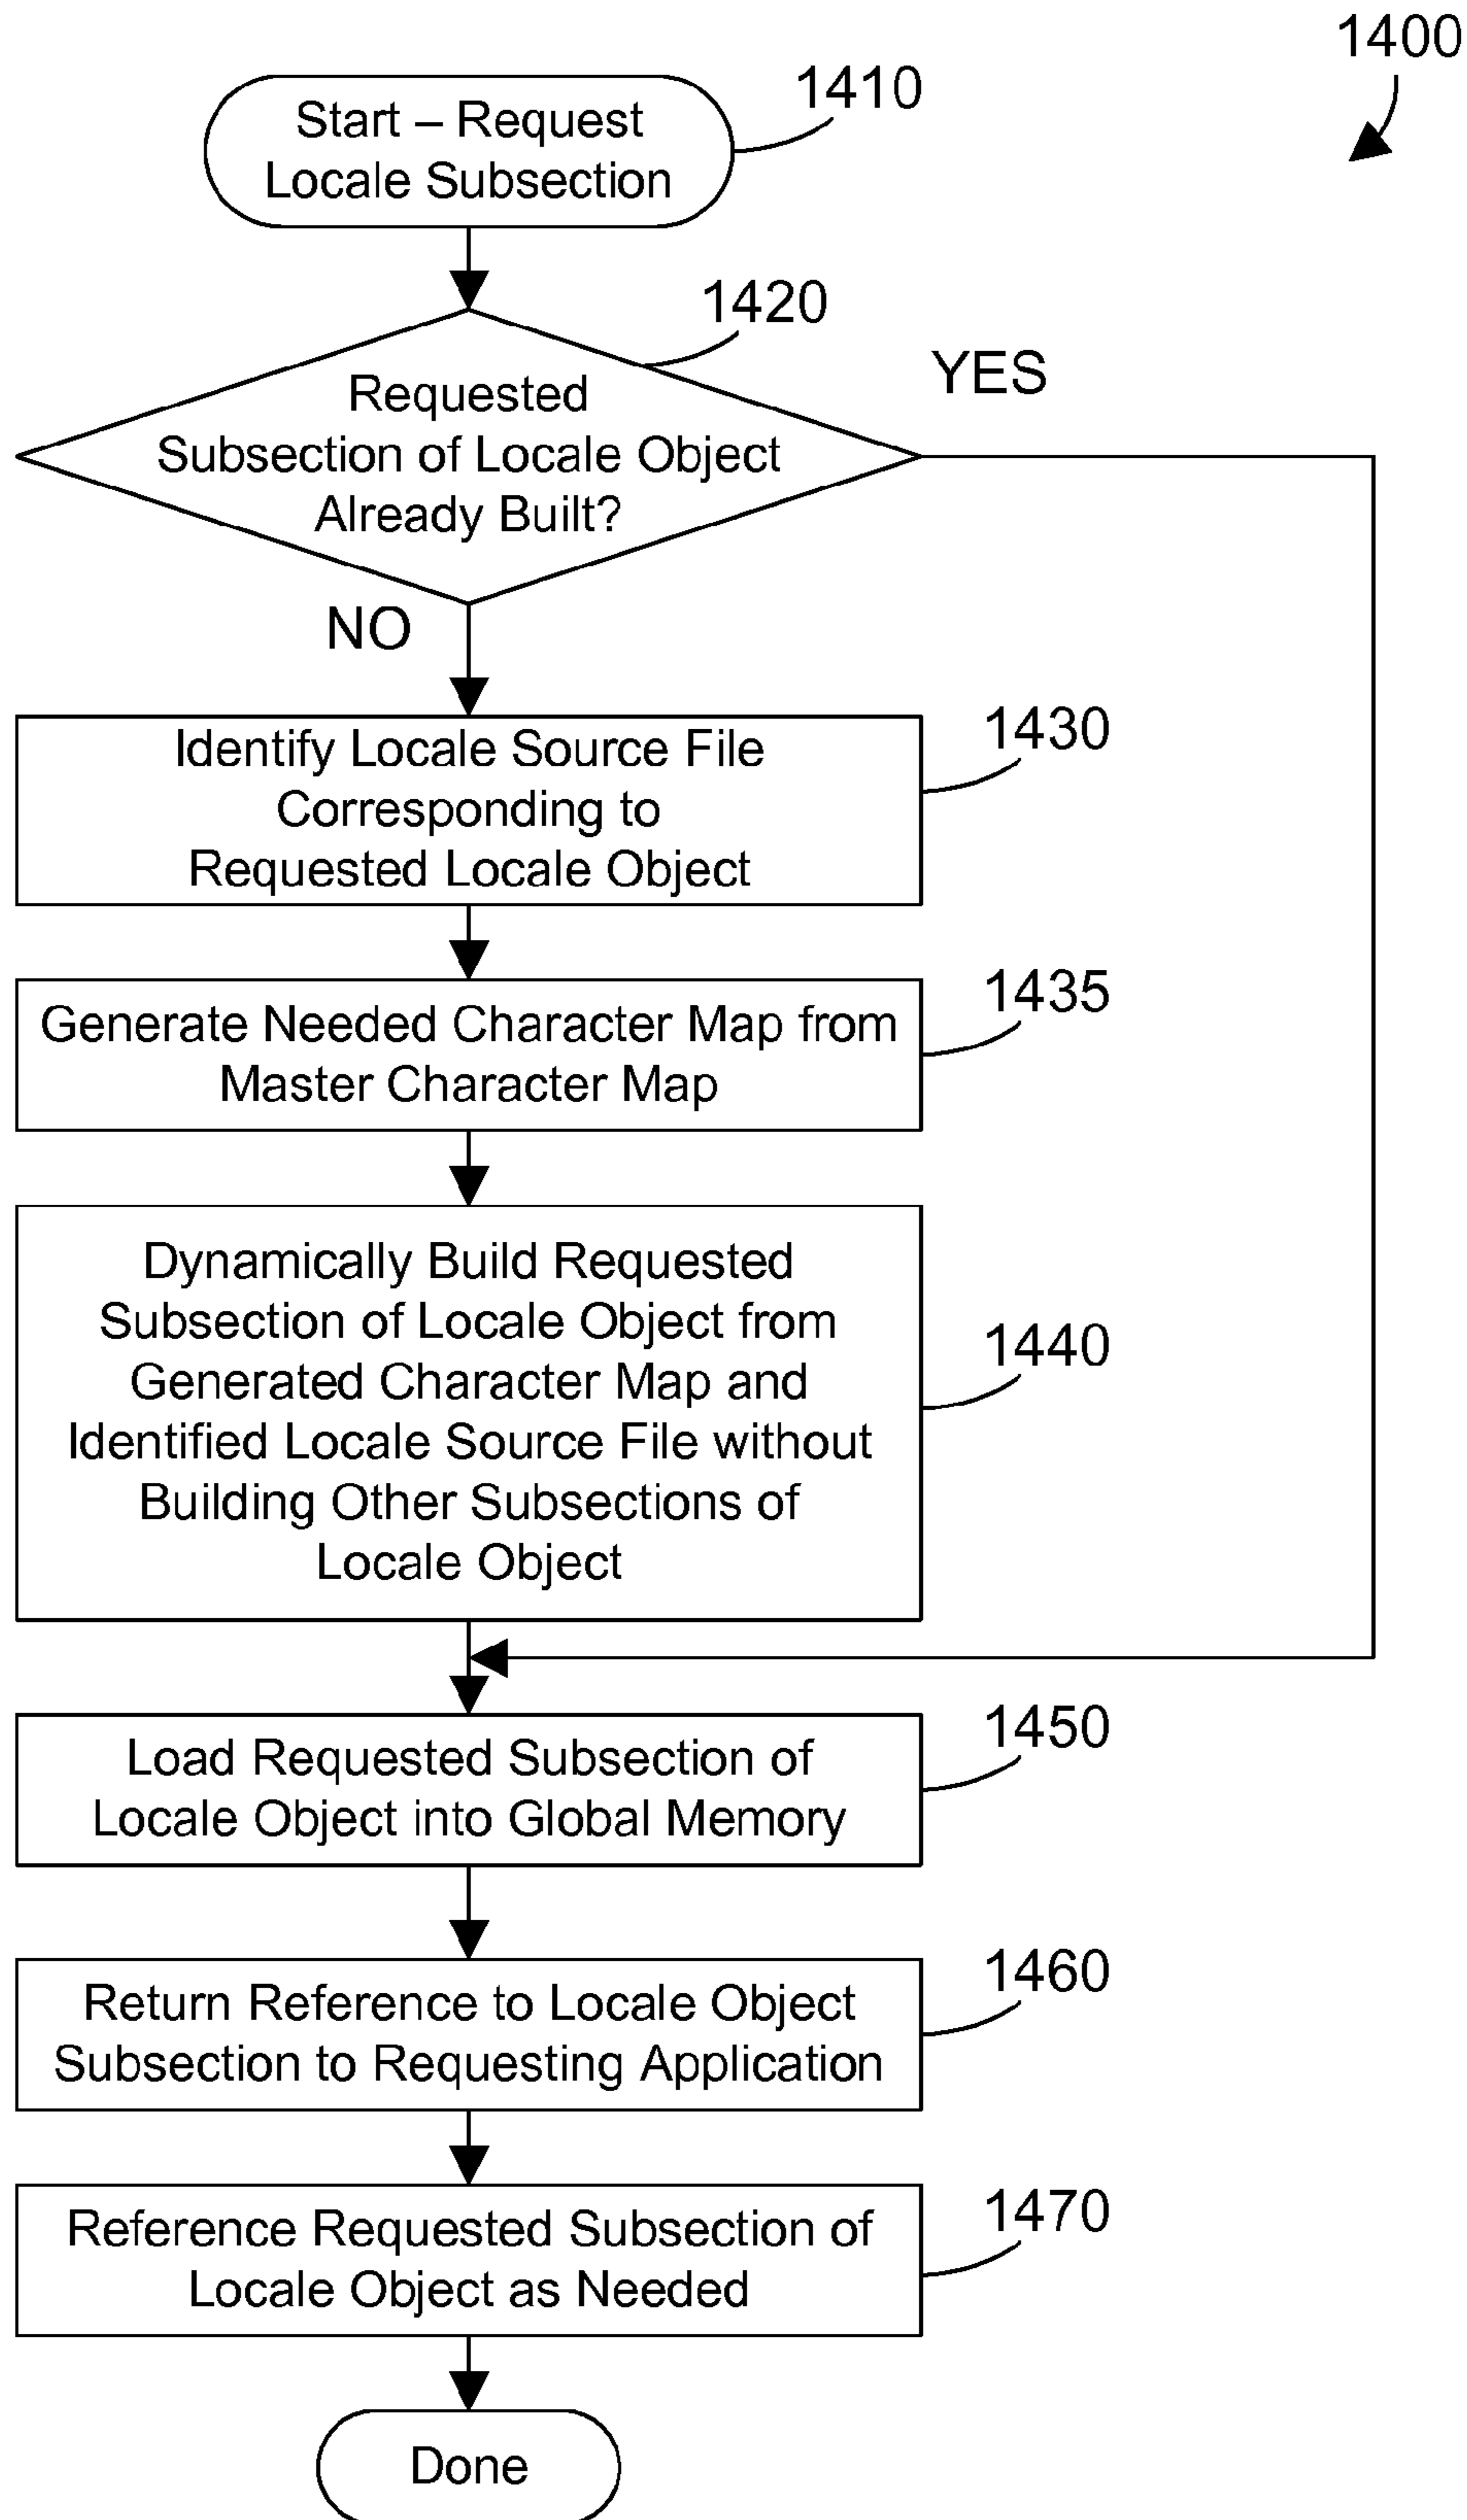 1400
Start – Request
Locale Subsection
1410
1420
Requested
Subsection of Locale Object
Already Built?
YES
NO
Identify Locale Source File
Corresponding to
Requested Locale Object
1430
Generate Needed Character Map from
Master Character Map
1435
Dynamically Build Requested
Subsection of Locale Object from
Generated Character Map and
Identified Locale Source File without
Building Other Subsections of
Locale Object
1440
Load Requested Subsection of
Locale Object into Global Memory
1450
Return Reference to Locale Object
Subsection to Requesting Application
1460
Reference Requested Subsection of
Locale Object as Needed
1470
Done